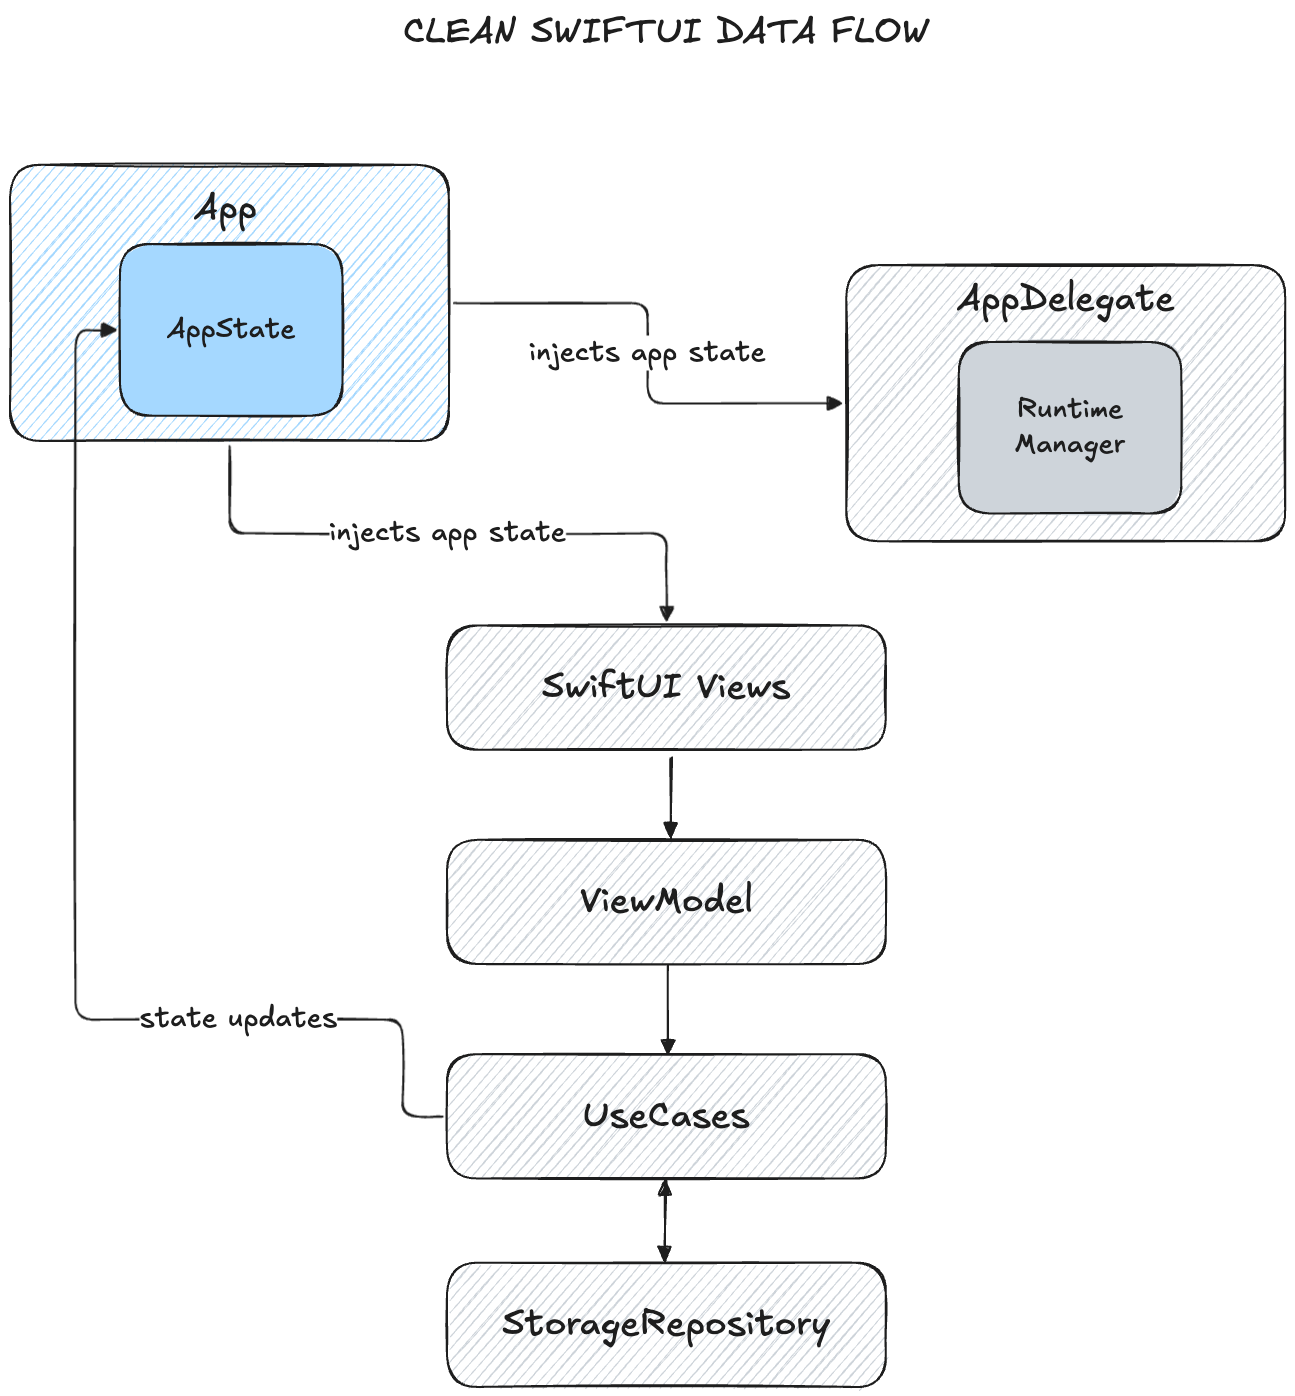 CLEAN SWIFTUI DATA FLOW
App
AppState
injects app state
AppDelegate
Runtime
Manager
injects app state
SwiftUI Views
ViewModel
state updates
UseCases
StorageRepository